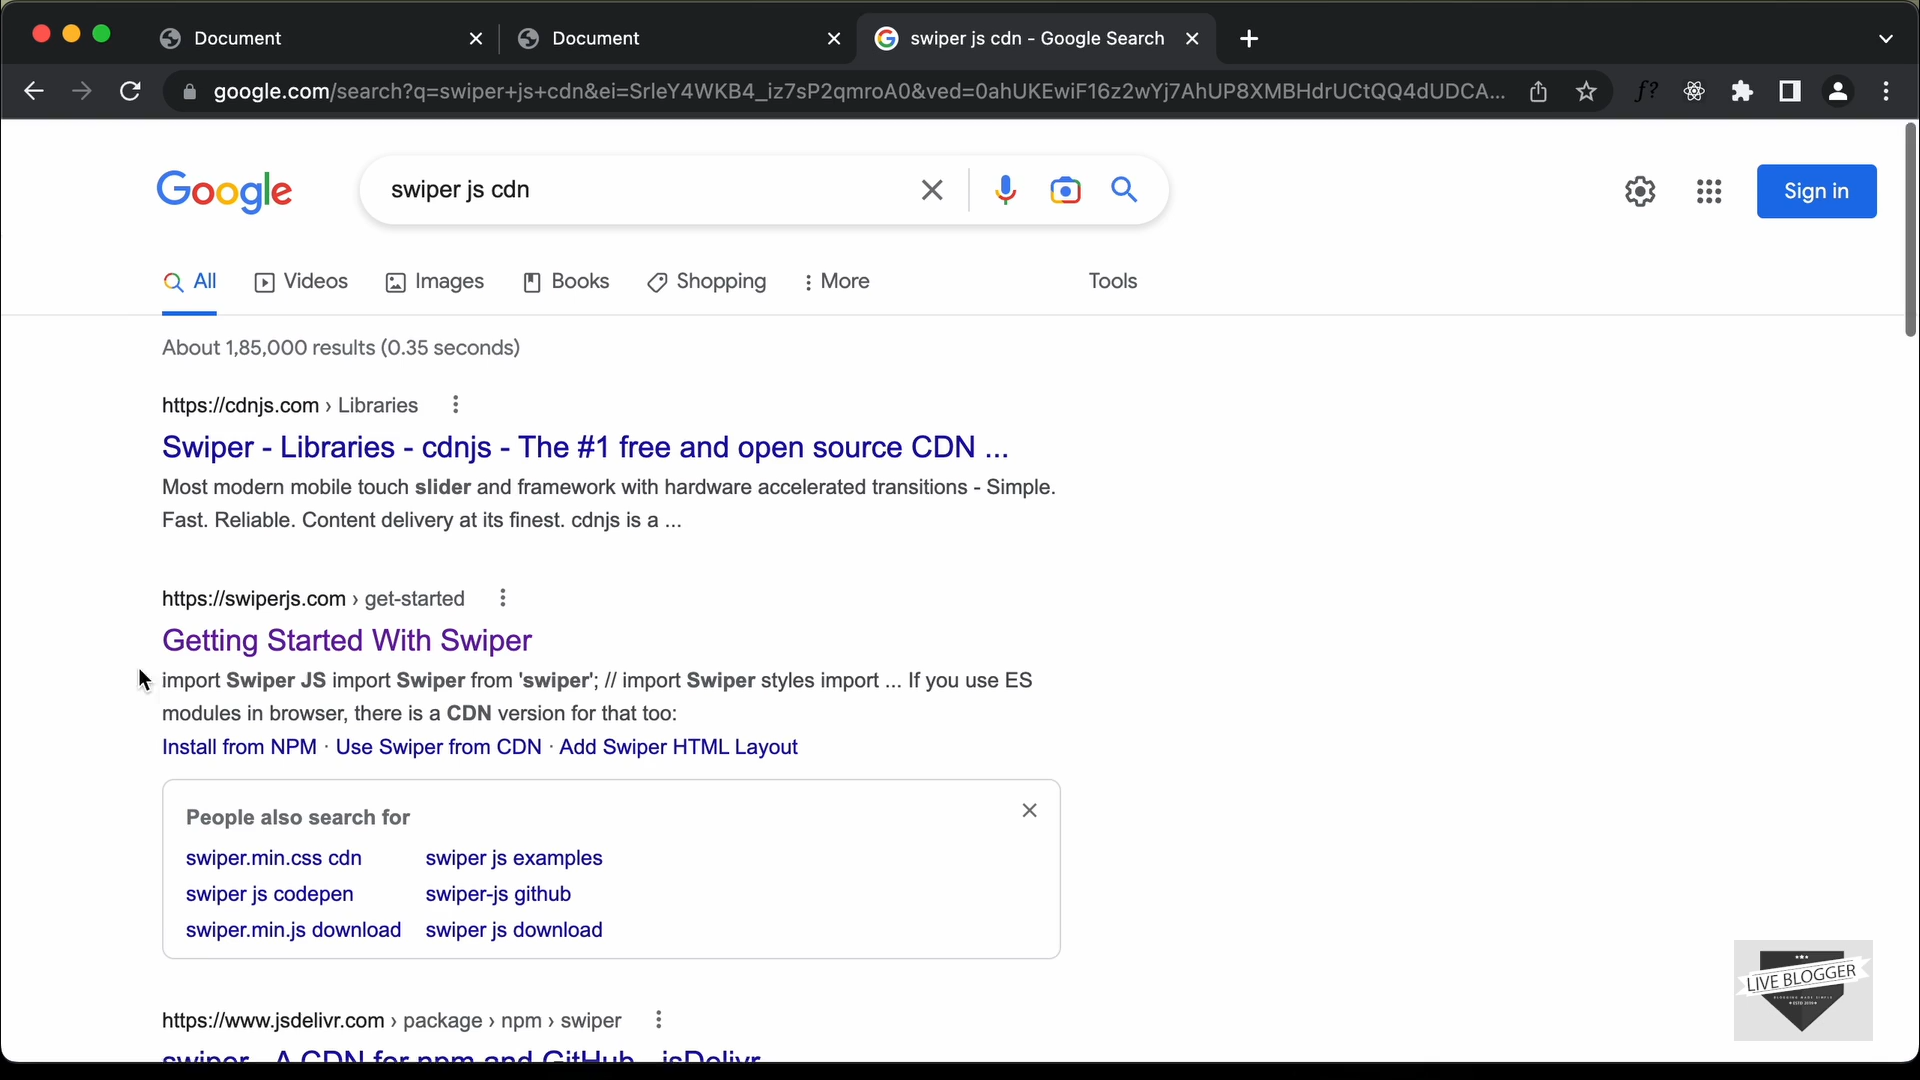 Document
Document
swiper js cdn - Google Search
google.com/search?q=swiper+js+cdn&ei=SrleY4WKB4_iz7sP2qmroA0&ved=0ahUKEwiF16z2wYj7AhUP8XMBHdrUCtQQ4dUDCA...
f?
Google
swiper js cdn
Sign in
All
Videos
Images
Books
Shopping
More
Tools
About 1,85,000 results (0.35 seconds)
https://cdnjs.com › Libraries
Swiper - Libraries - cdnjs - The #1 free and open source CDN ...
Most modern mobile touch slider and framework with hardware accelerated transitions - Simple.
Fast. Reliable. Content delivery at its finest. cdnjs is a ...
https://swiperjs.com › get-started
Getting Started With Swiper
import Swiper JS import Swiper from 'swiper'; // import Swiper styles import ... If you use ES
modules in browser, there is a CDN version for that too:
Install from NPM · Use Swiper from CDN · Add Swiper HTML Layout
People also search for
swiper.min.css cdn
swiper js examples
swiper js codepen
swiper-js github
swiper.min.js download
swiper js download
https://www.jsdelivr.com › package › npm › swiper
swiper - A CDN for npm and GitHub - jsDelivr
LIVE BLOGGER